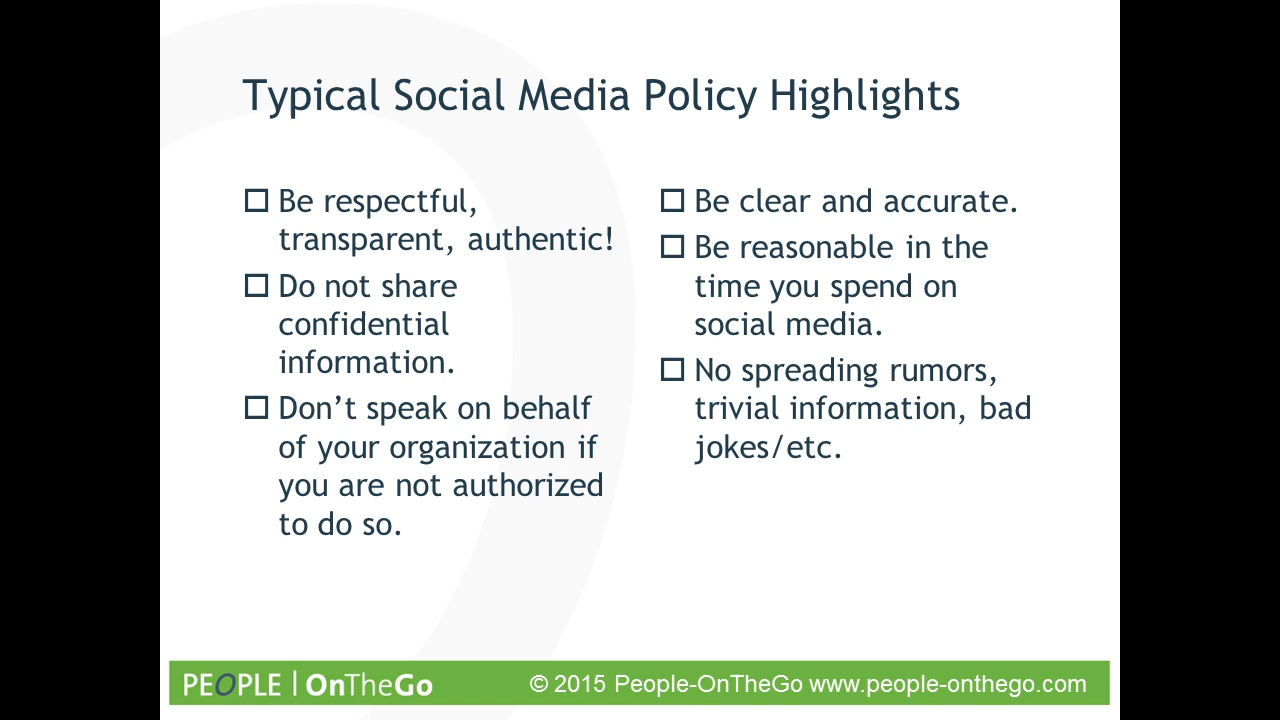 Typical Social Media Policy Highlights
Be respectful,
transparent, authentic!
Do not share
confidential
information.
Don’t speak on behalf
of your organization if
you are not authorized
to do so.
Be clear and accurate.
Be reasonable in the
time you spend on
social media.
No spreading rumors,
trivial information, bad
jokes/etc.
PEOPLE | OnTheGo
© 2015 People-OnTheGo www.people-onthego.com